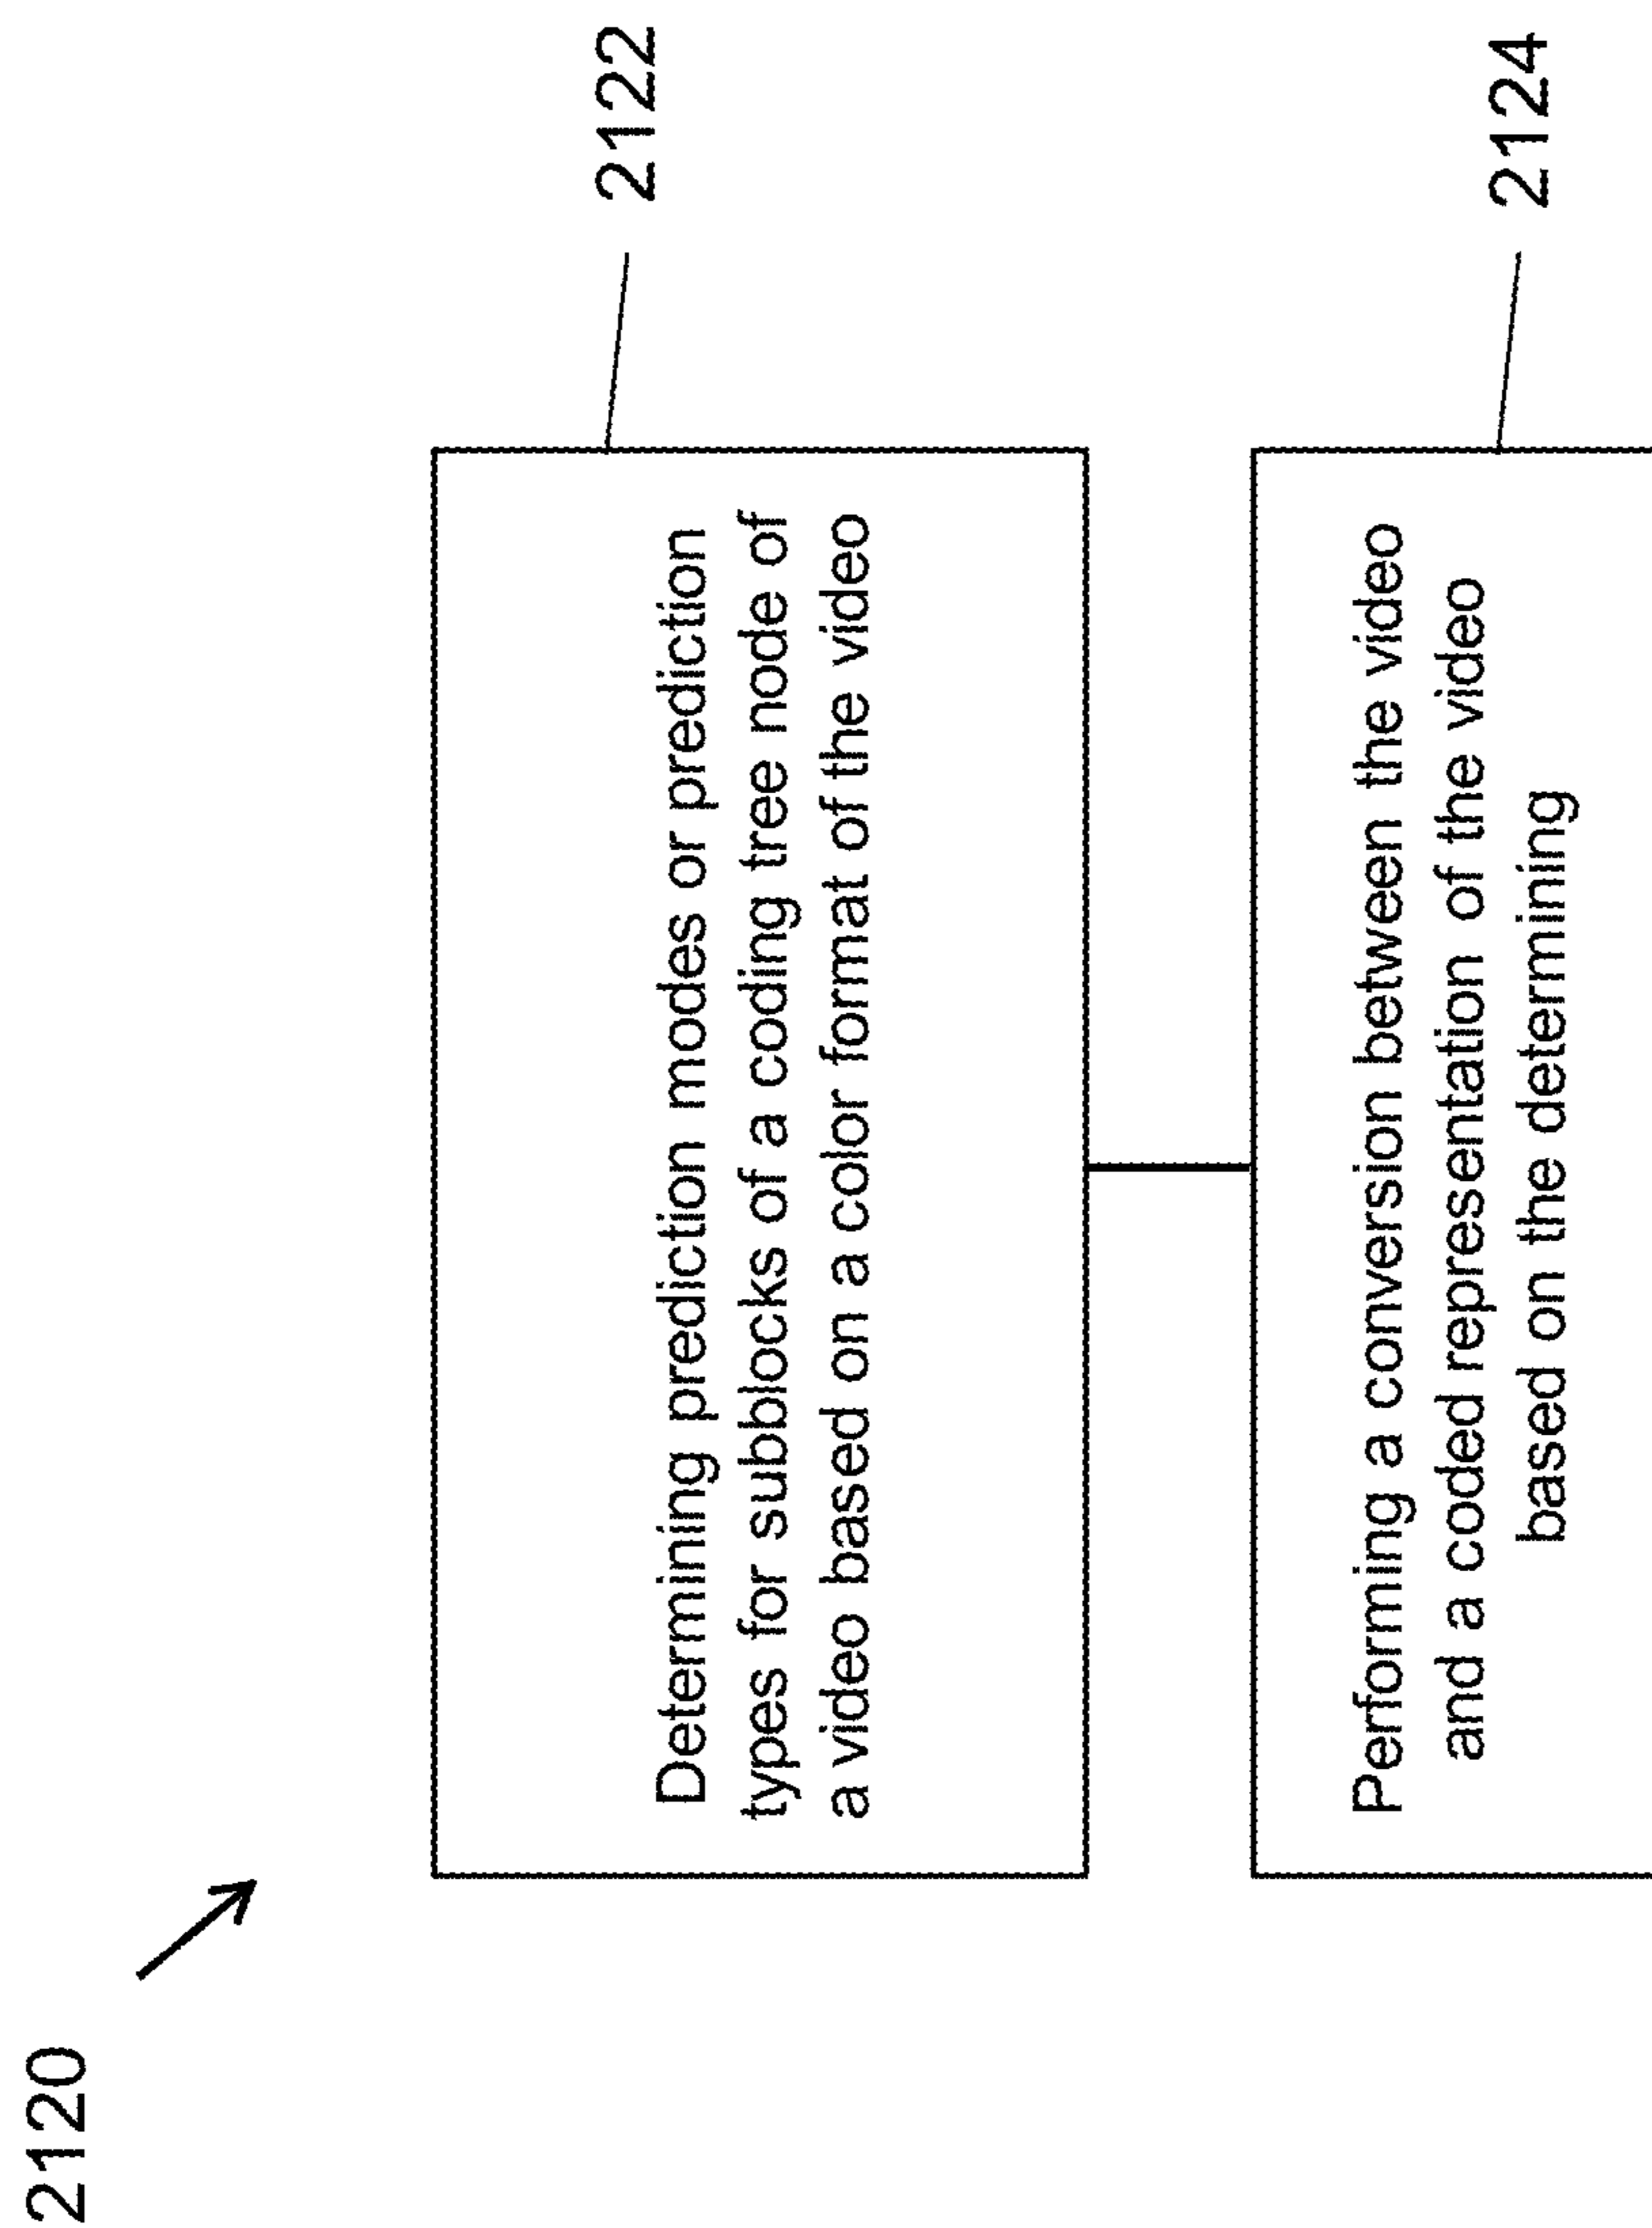 2120
2122
Determining prediction modes or prediction
types for subblocks of a coding tree node of
a video based on a color format of the video
2124
Performing a conversion between the video
and a coded representation of the video
based on the determining